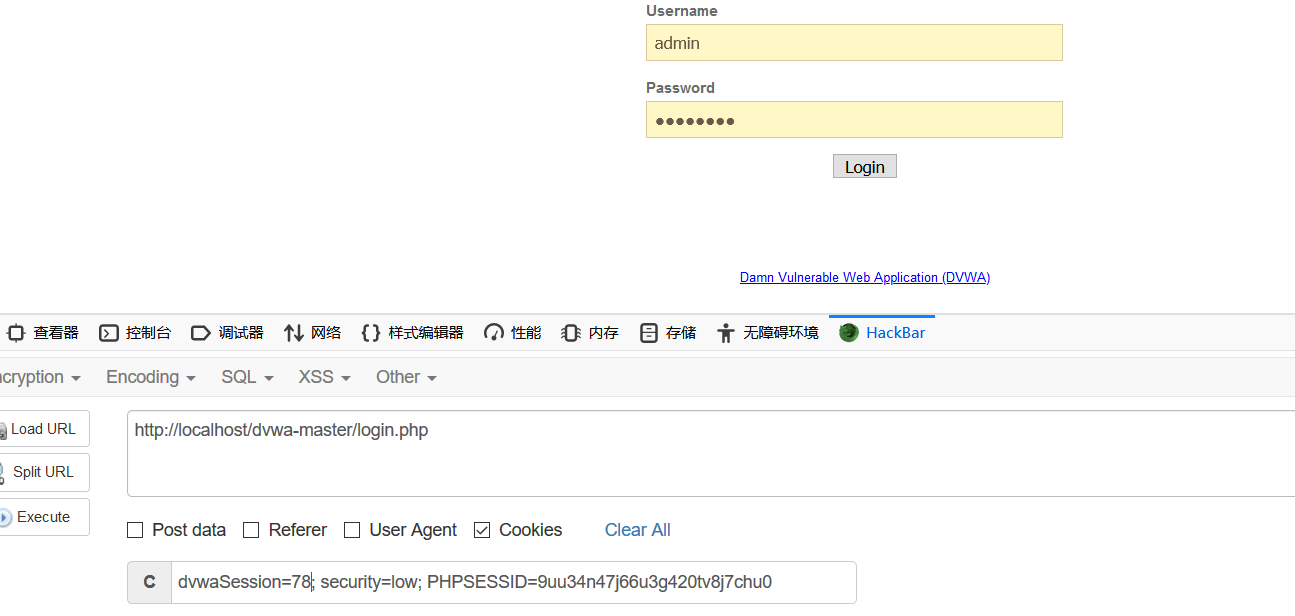 Username
admin
Password
Login
Damn Vulnerable Web Application (DVWA)
查看器 控制台 调试器 网络 样式编辑器 性能 内存 存储 无障碍环境 HackBar
ncryption Encoding SQL XSS Other
Load URL
http://localhost/dvwa-master/login.php
Split URL
Execute
Post data Referer User Agent Cookies Clear All
C dvwaSession=78; security=low; PHPSESSID=9uu34n47j66u3g420tv8j7chu0